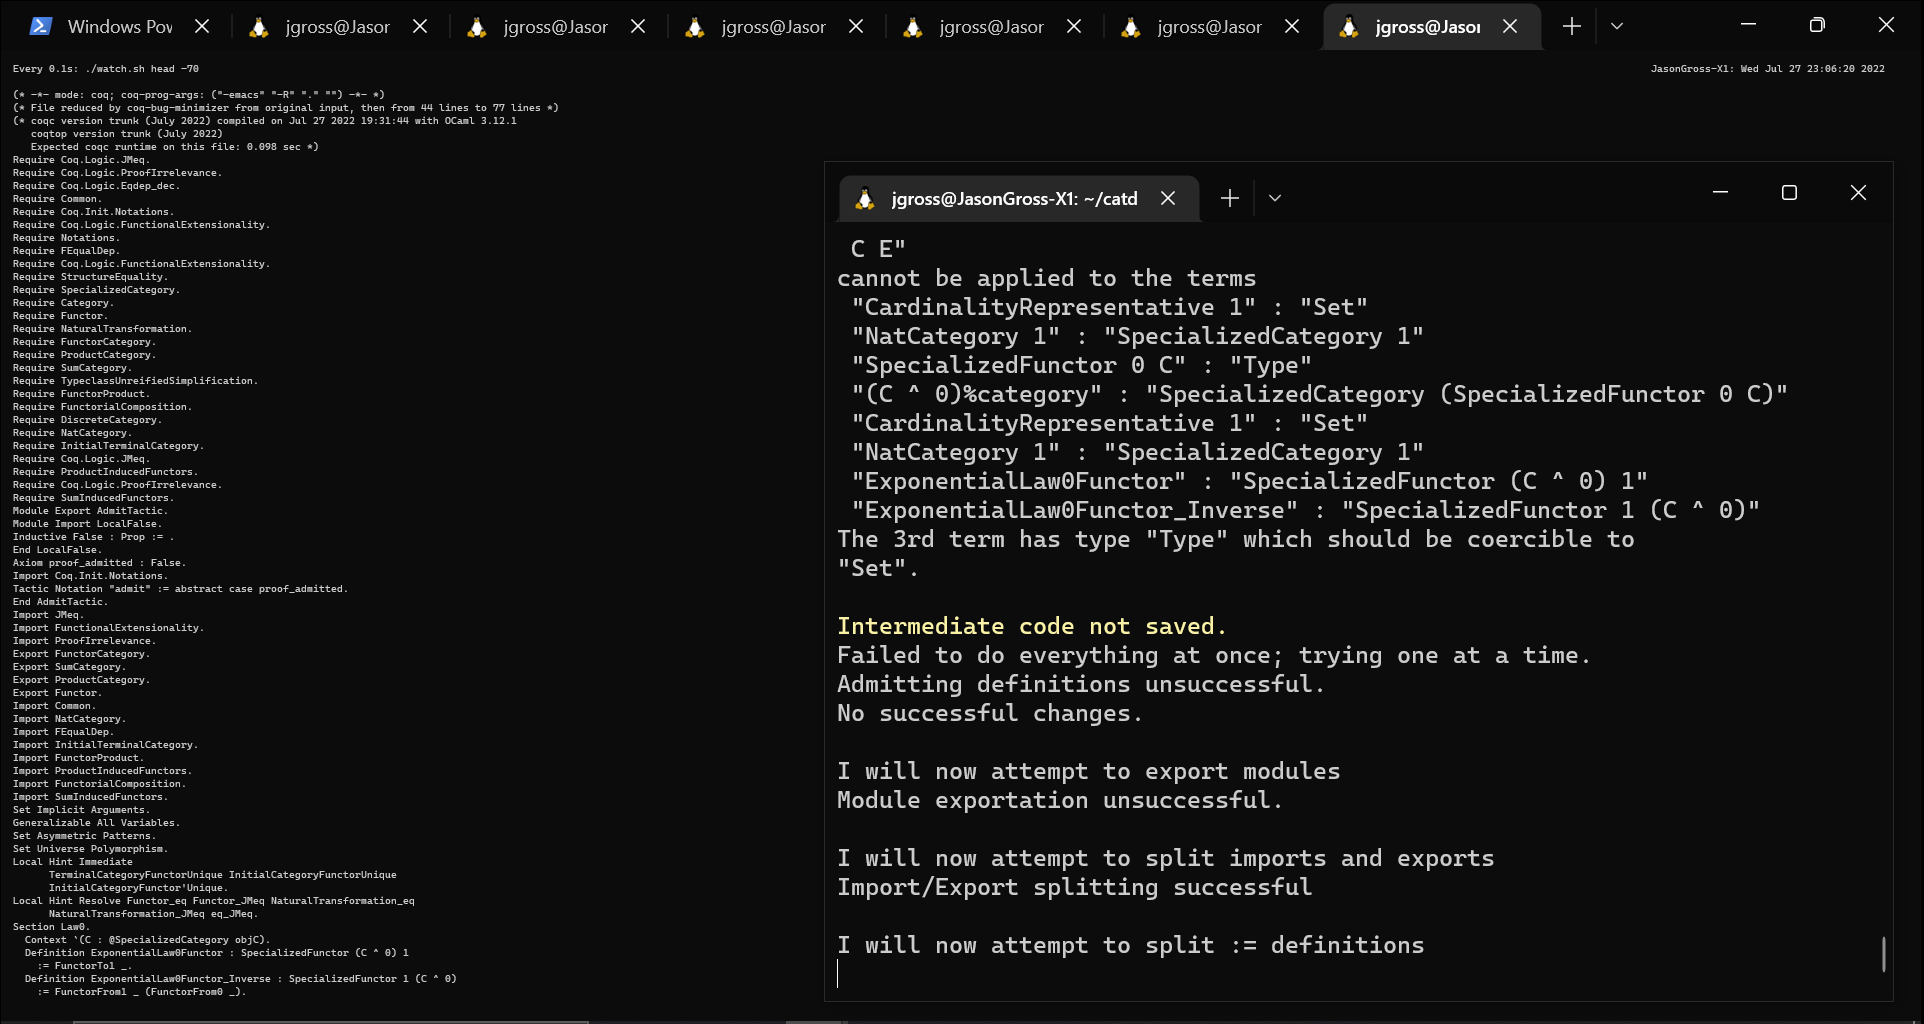 Windows Pow
jgross@Jason
jgross@Jason
jgross@Jason
jgross@Jason
jgross@Jason
jgross@Jason
Every 0.1s: ./watch.sh head -70
JasonGross-X1: Wed Jul 27 23:06:20 2022
(* -*- mode: coq; coq-prog-args: ("-emacs" "-R" "." "") -*- *)
(* File reduced by coq-bug-minimizer from original input, then from 44 lines to 77 lines *)
(* coqc version trunk (July 2022) compiled on Jul 27 2022 19:31:44 with OCaml 3.12.1
coqtop version trunk (July 2022)
Expected coqc runtime on this file: 0.098 sec *)
Require Coq.Logic.JMeq.
Require Coq.Logic.ProofIrrelevance.
Require Coq.Logic.Eqdep_dec.
Require Common.
Require Coq.Init.Notations.
Require Coq.Logic.FunctionalExtensionality.
Require Notations.
Require FEqualDep.
Require Coq.Logic.FunctionalExtensionality.
Require StructureEquality.
Require SpecializedCategory.
Require Category.
Require Functor.
Require NaturalTransformation.
Require FunctorCategory.
Require ProductCategory.
Require SumCategory.
Require TypeclassUnreifiedSimplification.
Require FunctorProduct.
Require FunctorialComposition.
Require DiscreteCategory.
Require NatCategory.
Require InitialTerminalCategory.
Require Coq.Logic.JMeq.
Require ProductInducedFunctors.
Require Coq.Logic.ProofIrrelevance.
Require SumInducedFunctors.
Module Export AdmitTactic.
Module Import LocalFalse.
Inductive False : Prop := .
End LocalFalse.
Axiom proof_admitted : False.
Import Coq.Init.Notations.
Tactic Notation "admit" := abstract case proof_admitted.
End AdmitTactic.
Import JMeq.
Import FunctionalExtensionality.
Import ProofIrrelevance.
Export FunctorCategory.
Export SumCategory.
Export ProductCategory.
Export Functor.
Import Common.
Import NatCategory.
Import FEqualDep.
Import InitialTerminalCategory.
Import FunctorProduct.
Import ProductInducedFunctors.
Import FunctorialComposition.
Import SumInducedFunctors.
Set Implicit Arguments.
Generalizable All Variables.
Set Asymmetric Patterns.
Set Universe Polymorphism.
Local Hint Immediate
TerminalCategoryFunctorUnique InitialCategoryFunctorUnique
InitialCategoryFunctor'Unique.
Local Hint Resolve Functor_eq Functor_JMeq NaturalTransformation_eq
NaturalTransformation_JMeq eq_JMeq.
Section Law0.
Context `(C : @SpecializedCategory objC).
Definition ExponentialLaw0Functor : SpecializedFunctor (C ^ 0) 1
:= FunctorTo1 _.
Definition ExponentialLaw0Functor_Inverse : SpecializedFunctor 1 (C ^ 0)
:= FunctorFrom1 _ (FunctorFrom0 _).
jgross@JasonGross-X1: ~/catd
C E"
cannot be applied to the terms
"CardinalityRepresentative 1" : "Set"
"NatCategory 1" : "SpecializedCategory 1"
"SpecializedFunctor 0 C" : "Type"
"(C ^ 0)%category" : "SpecializedCategory (SpecializedFunctor 0 C)"
"CardinalityRepresentative 1" : "Set"
"NatCategory 1" : "SpecializedCategory 1"
"ExponentialLaw0Functor" : "SpecializedFunctor (C ^ 0) 1"
"ExponentialLaw0Functor_Inverse" : "SpecializedFunctor 1 (C ^ 0)"
The 3rd term has type "Type" which should be coercible to
"Set".
Intermediate code not saved.
Failed to do everything at once; trying one at a time.
Admitting definitions unsuccessful.
No successful changes.
I will now attempt to export modules
Module exportation unsuccessful.
I will now attempt to split imports and exports
Import/Export splitting successful
I will now attempt to split := definitions